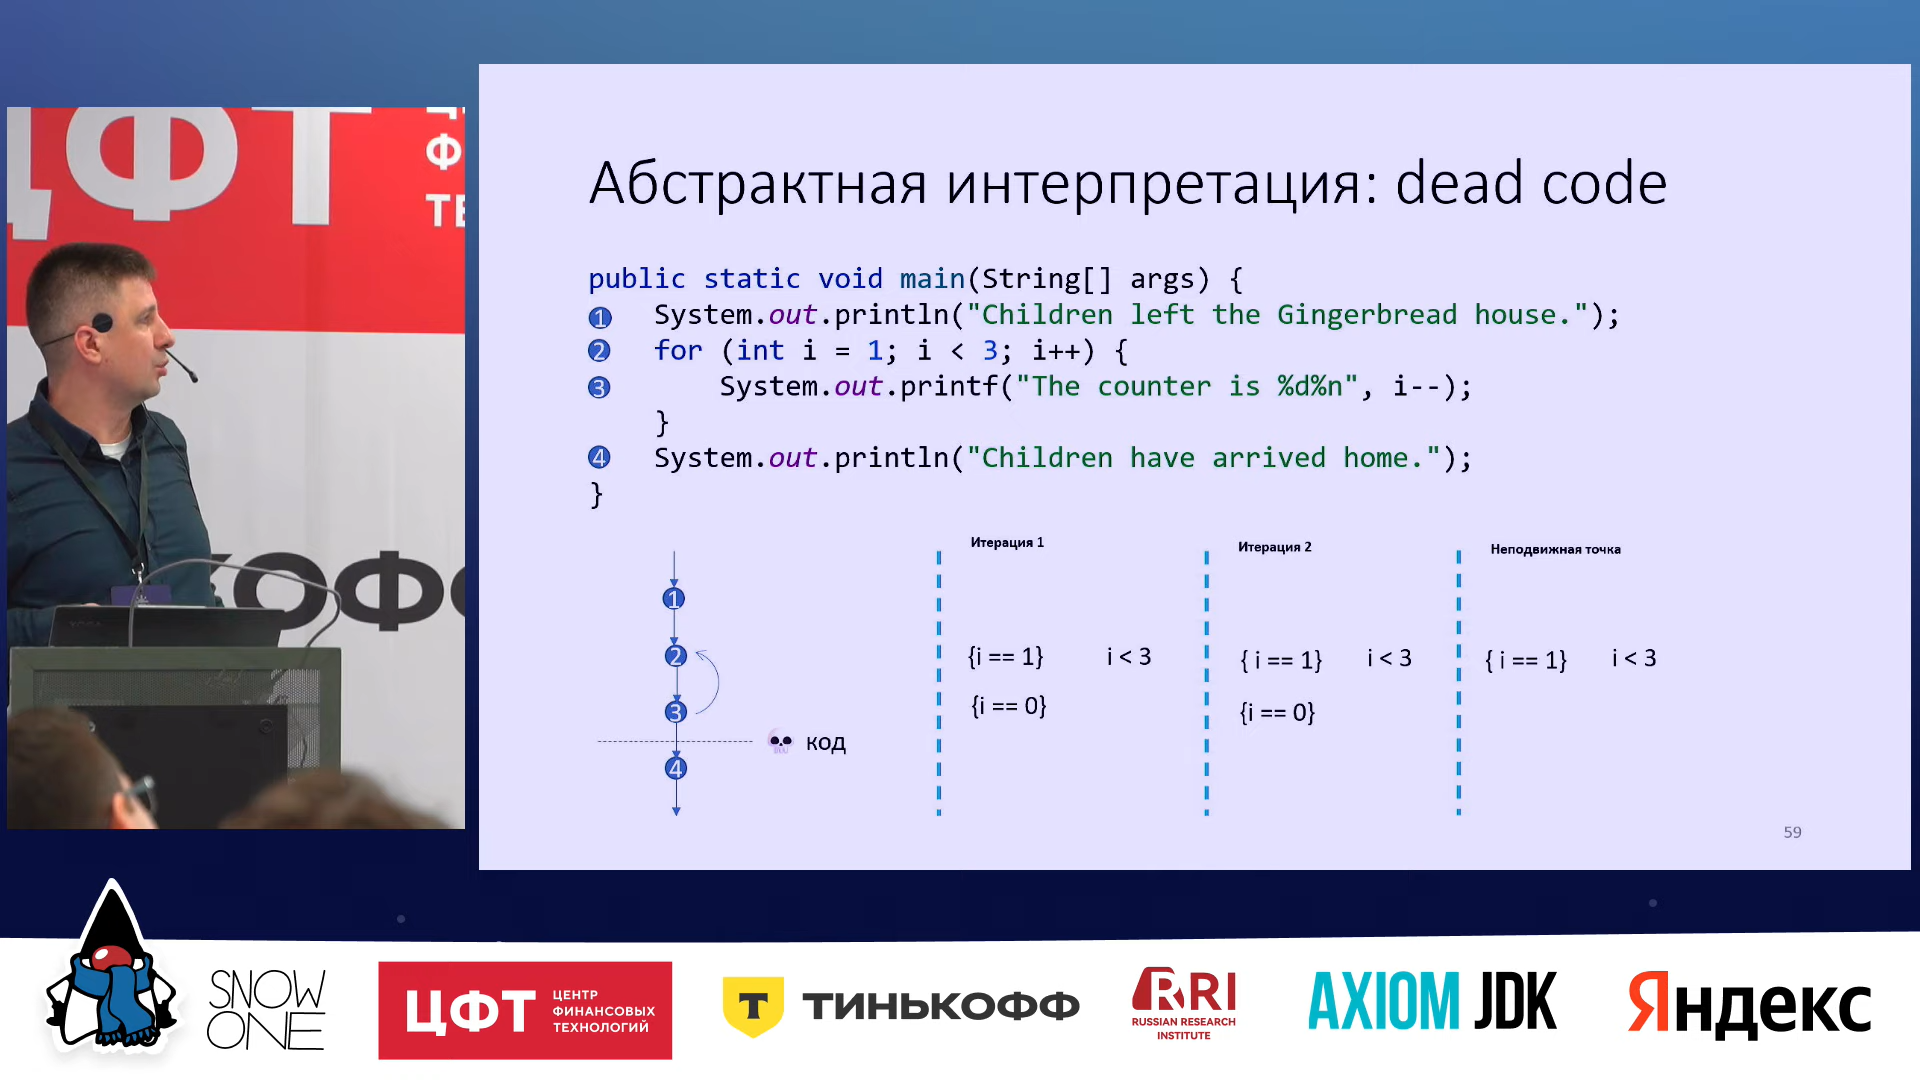 ЦФТ
Ф
ТЕ
КОФФ
Абстрактная интерпретация: dead code
public static void main(String[] args) {
1 System.out.println("Children left the Gingerbread house.");
2 for (int i = 1; i < 3; i++) {
3 System.out.printf("The counter is %d%n", i--);
}
4 System.out.println("Children have arrived home.");
}
Итерация 1
Итерация 2
Неподвижная точка
1
2
{i == 1} i < 3
{ i == 1} i < 3
{ i == 1} i < 3
3
{i == 0}
{i == 0}
код
4
59
SNOW
ONE
ЦФТ
ЦЕНТР
ФИНАНСОВЫХ
ТЕХНОЛОГИЙ
Т ТИНЬКОФФ
RRI
RUSSIAN RESEARCH
INSTITUTE
AXIOM JDK
Яндекс